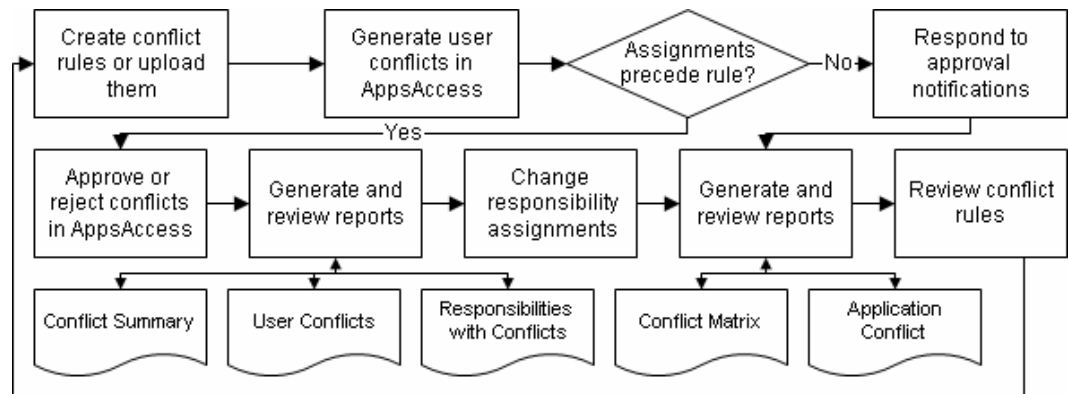 Create conflict
rules or upload
them
Generate user
conflicts in
AppsAccess
Assignments
precede rule?
No
Respond to
approval
notifications
Yes
Approve or
reject conflicts
in AppsAccess
Generate and
review reports
Change
responsibility
assignments
Generate and
review reports
Review conflict
rules
Conflict Summary
User Conflicts
Responsibilities
with Conflicts
Conflict Matrix
Application
Conflict